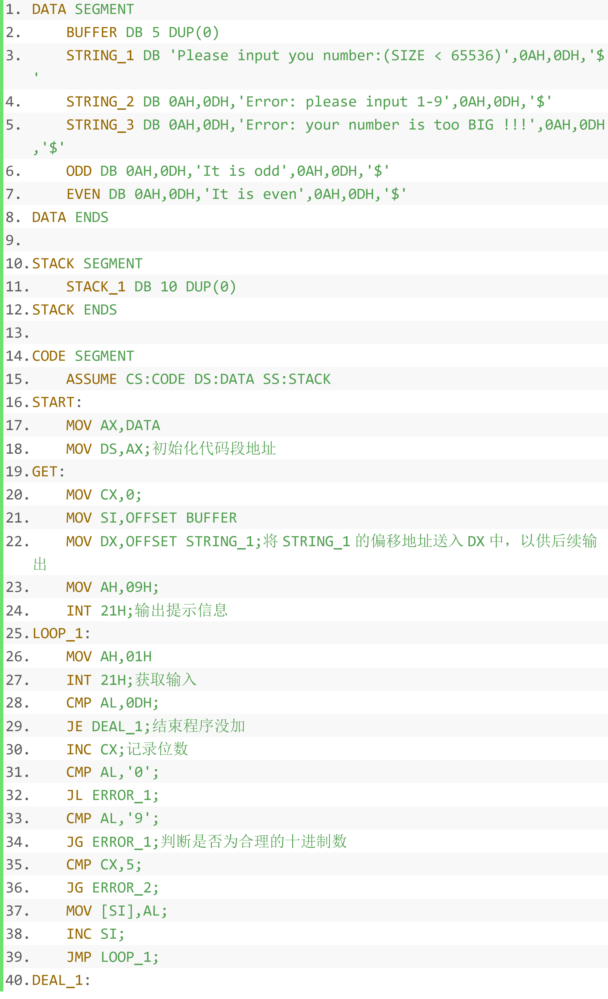 1. DATA SEGMENT
2.     BUFFER DB 5 DUP(0)
3.     STRING_1 DB 'Please input you number:(SIZE < 65536)',0AH,0DH,'$
'
4.     STRING_2 DB 0AH,0DH,'Error: please input 1-9',0AH,0DH,'$'
5.     STRING_3 DB 0AH,0DH,'Error: your number is too BIG !!!',0AH,0DH
,'$'
6.     ODD DB 0AH,0DH,'It is odd',0AH,0DH,'$'
7.     EVEN DB 0AH,0DH,'It is even',0AH,0DH,'$'
8. DATA ENDS
9.
10.STACK SEGMENT
11.    STACK_1 DB 10 DUP(0)
12.STACK ENDS
13.
14.CODE SEGMENT
15.    ASSUME CS:CODE DS:DATA SS:STACK
16.START:
17.    MOV AX,DATA
18.    MOV DS,AX;初始化代码段地址
19.GET:
20.    MOV CX,0;
21.    MOV SI,OFFSET BUFFER
22.    MOV DX,OFFSET STRING_1;将 STRING_1 的偏移地址送入 DX 中，以供后续输
出
23.    MOV AH,09H;
24.    INT 21H;输出提示信息
25.LOOP_1:
26.    MOV AH,01H
27.    INT 21H;获取输入
28.    CMP AL,0DH;
29.    JE DEAL_1;结束程序没加
30.    INC CX;记录位数
31.    CMP AL,'0';
32.    JL ERROR_1;
33.    CMP AL,'9';
34.    JG ERROR_1;判断是否为合理的十进制数
35.    CMP CX,5;
36.    JG ERROR_2;
37.    MOV [SI],AL;
38.    INC SI;
39.    JMP LOOP_1;
40.DEAL_1: